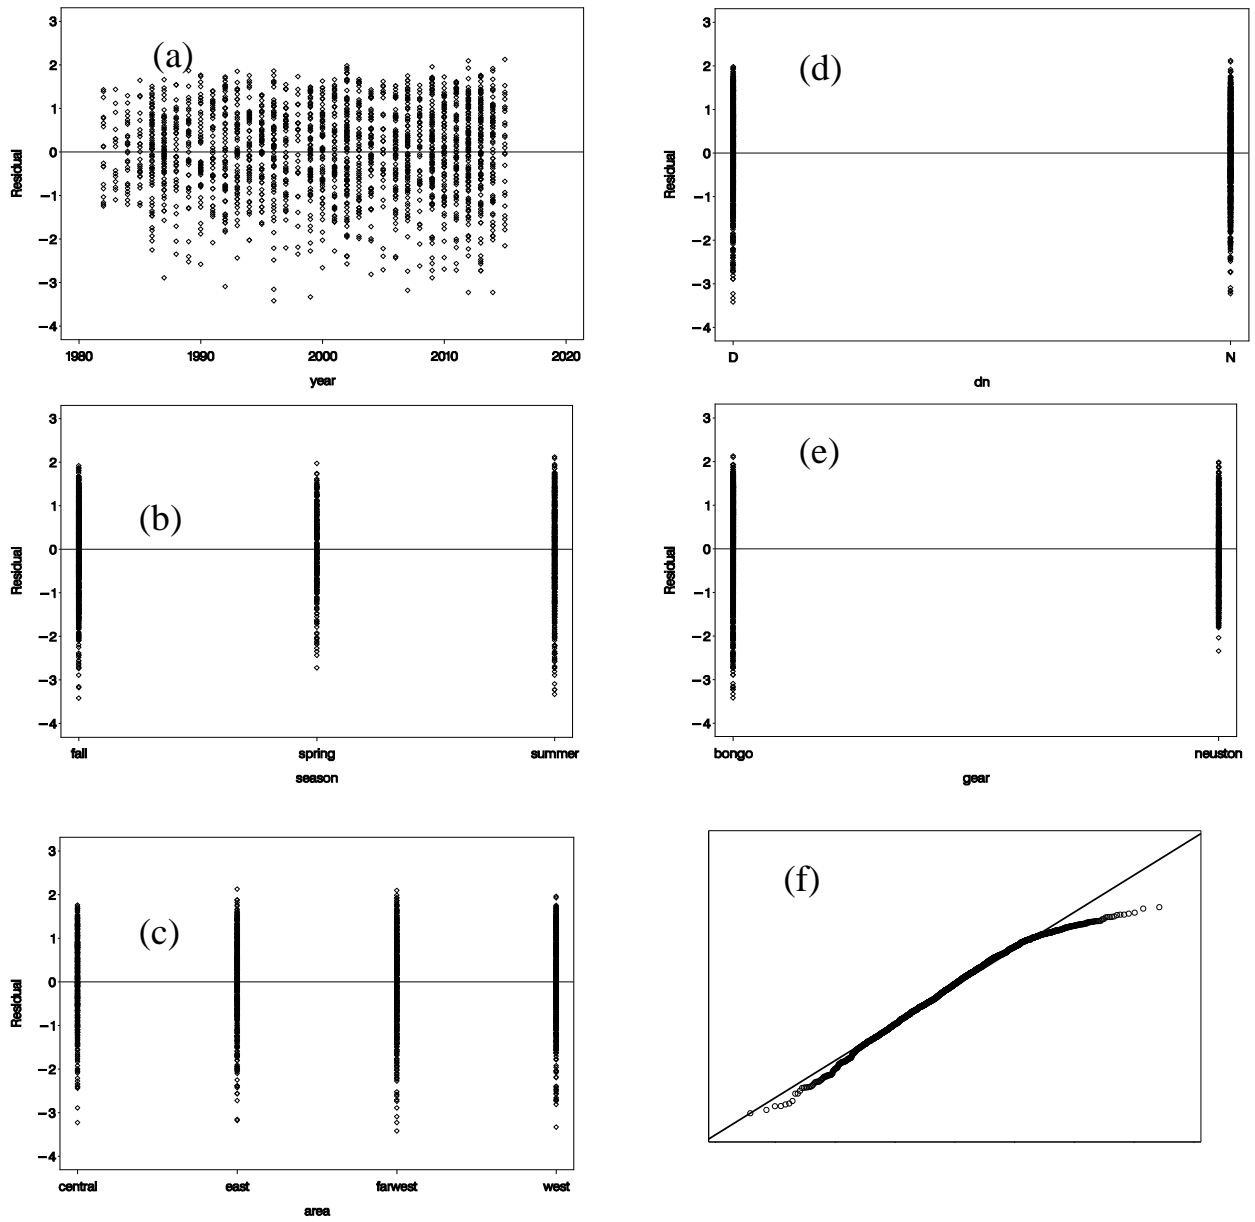 (a)
3
2
1
0
−1
−2
−3
−4
Residual
1980 1990 2000 2010 2020
year
(d)
3
2
1
0
−1
−2
−3
−4
Residual
D N
dn
(b)
3
2
1
0
−1
−2
−3
−4
Residual
fall spring summer
season
(e)
3
2
1
0
−1
−2
−3
−4
Residual
bongo neuston
gear
(c)
3
2
1
0
−1
−2
−3
−4
Residual
central east farwest west
area
(f)